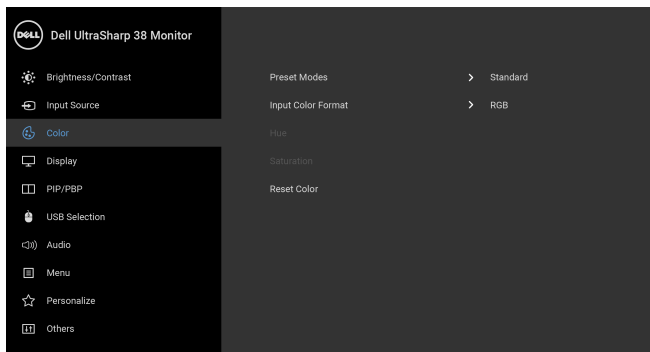 DELL Dell UltraSharp 38 Monitor
Brightness/Contrast
Input Source
Color
Display
PIP/PBP
USB Selection
Audio
Menu
Personalize
Others
Preset Modes > Standard
Input Color Format > RGB
Hue
Saturation
Reset Color